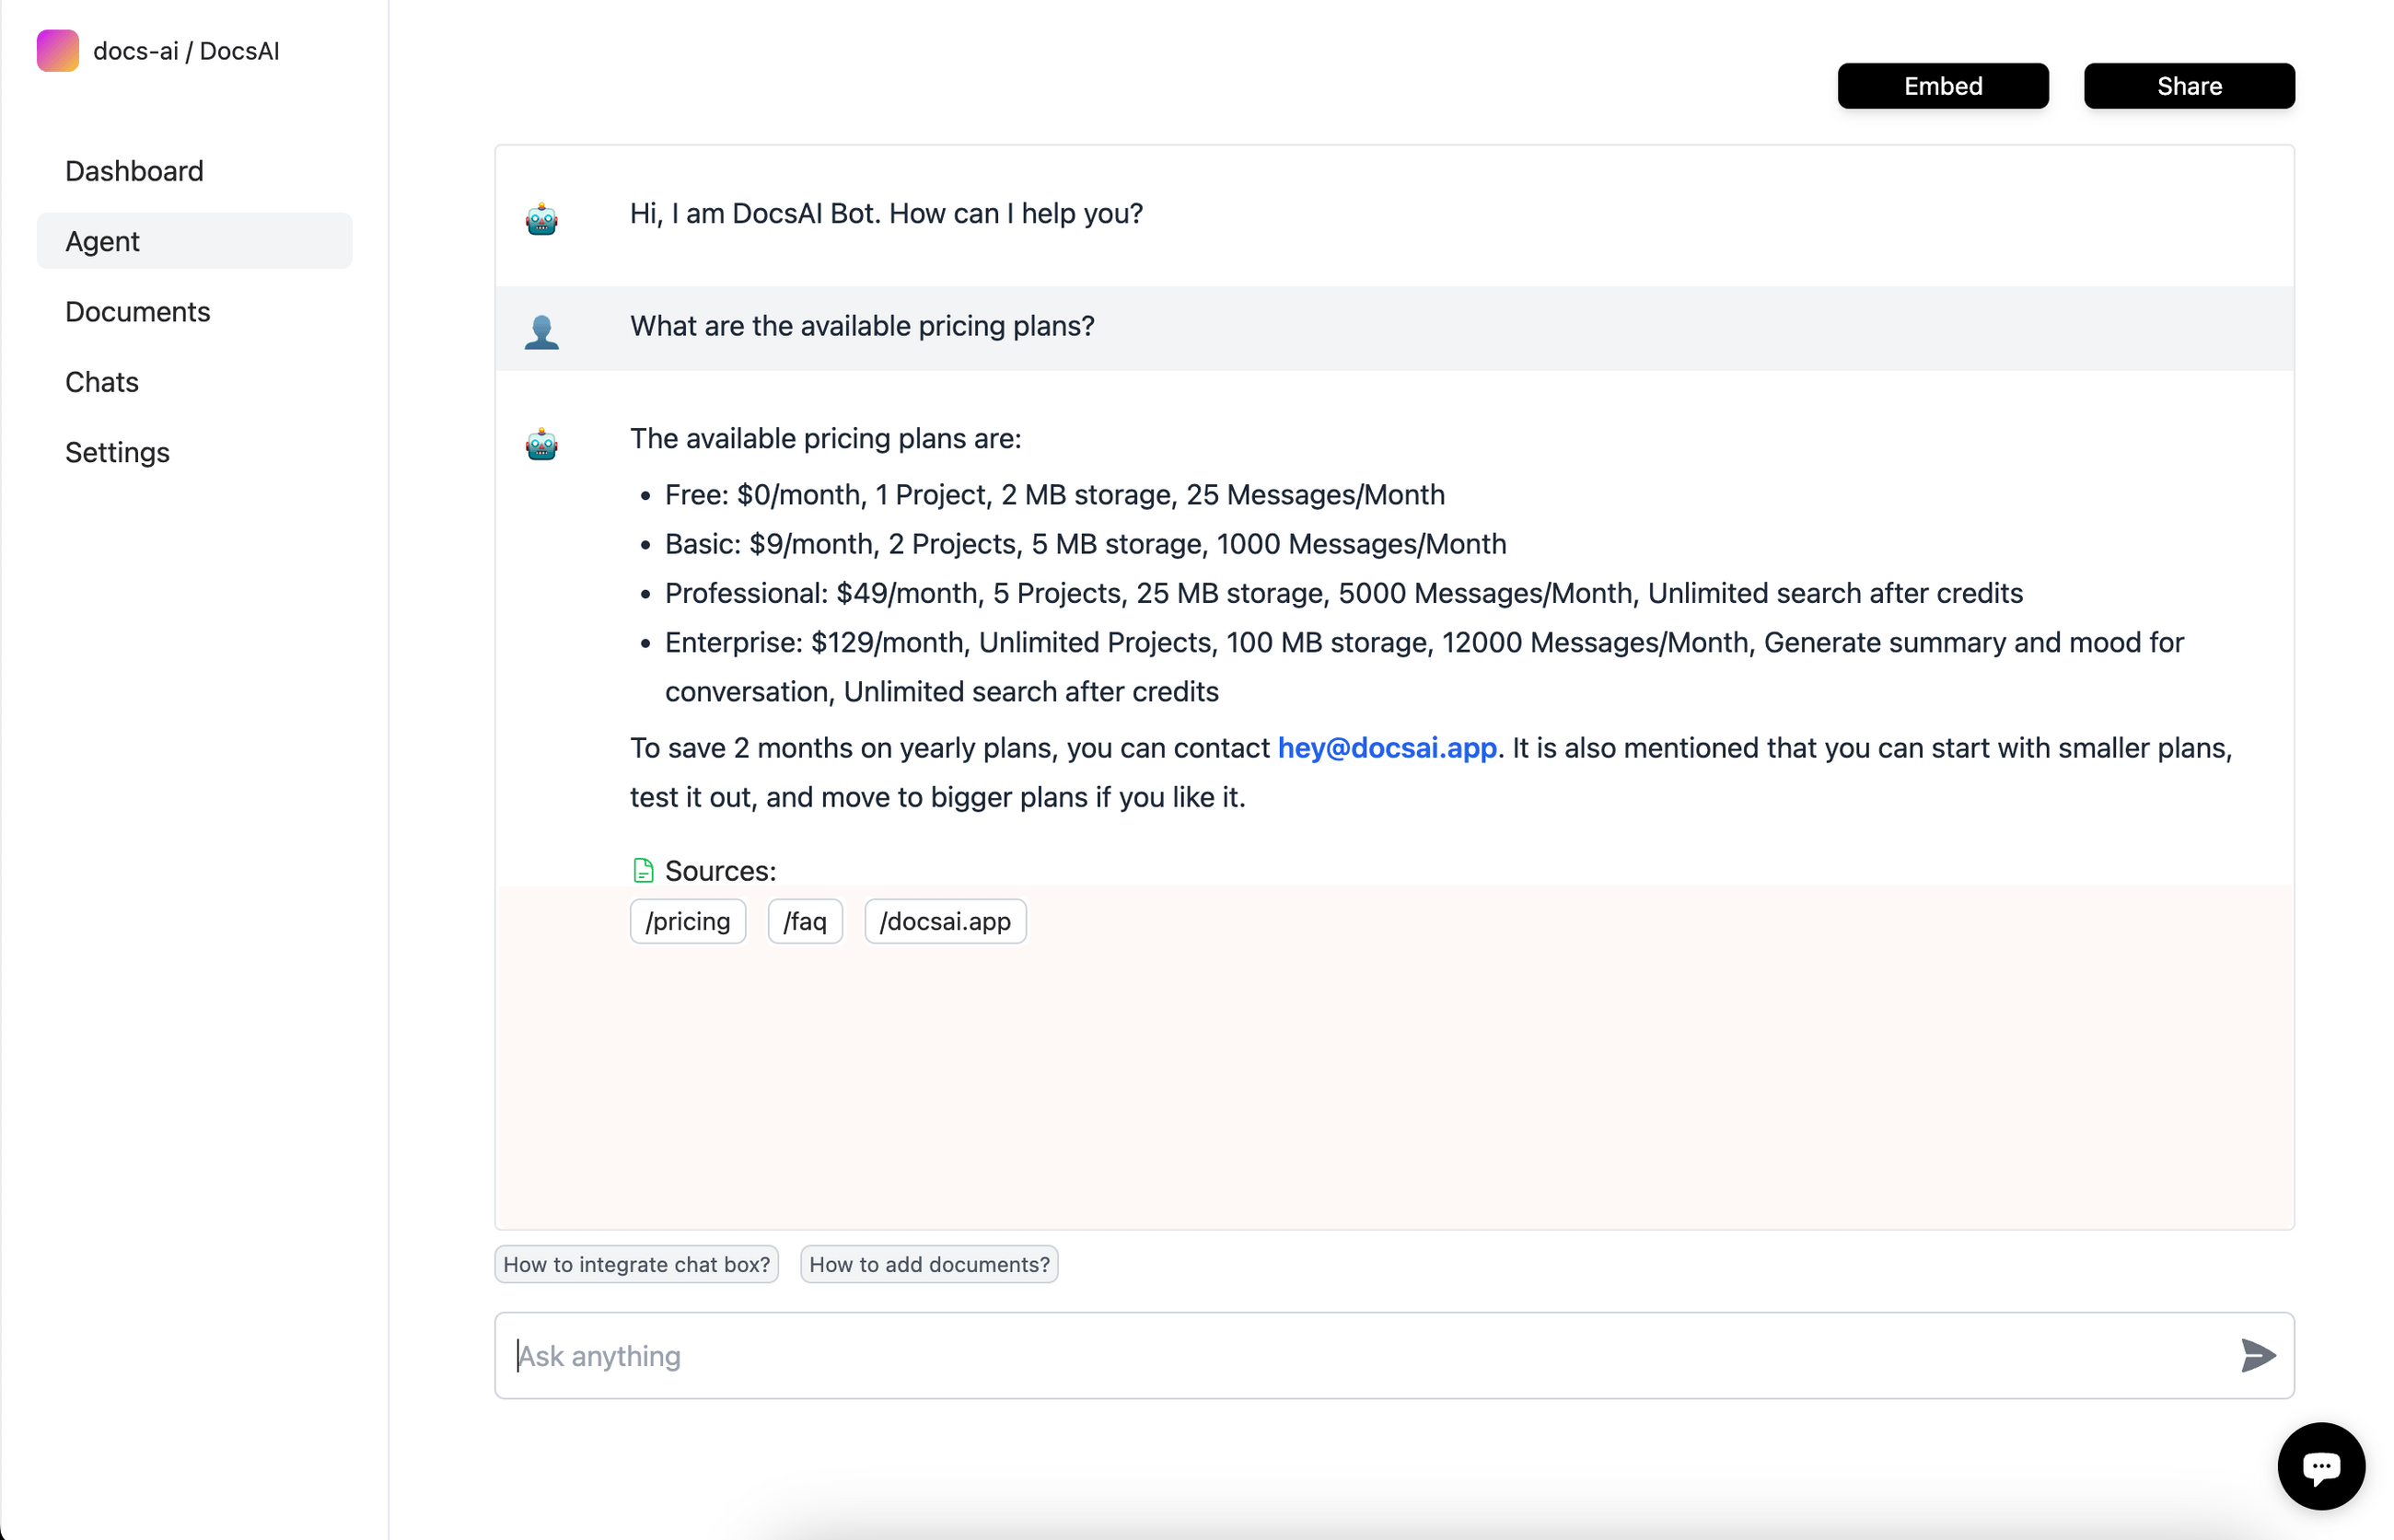 docs-ai / DocsAI
Dashboard
Agent
Documents
Chats
Settings
Embed
Share
Hi, I am DocsAI Bot. How can I help you?
What are the available pricing plans?
The available pricing plans are:
• Free: $0/month, 1 Project, 2 MB storage, 25 Messages/Month
• Basic: $9/month, 2 Projects, 5 MB storage, 1000 Messages/Month
• Professional: $49/month, 5 Projects, 25 MB storage, 5000 Messages/Month, Unlimited search after credits
• Enterprise: $129/month, Unlimited Projects, 100 MB storage, 12000 Messages/Month, Generate summary and mood for
conversation, Unlimited search after credits
To save 2 months on yearly plans, you can contact hey@docsai.app. It is also mentioned that you can start with smaller plans,
test it out, and move to bigger plans if you like it.
Sources:
/pricing /faq /docsai.app
How to integrate chat box? How to add documents?
Ask anything